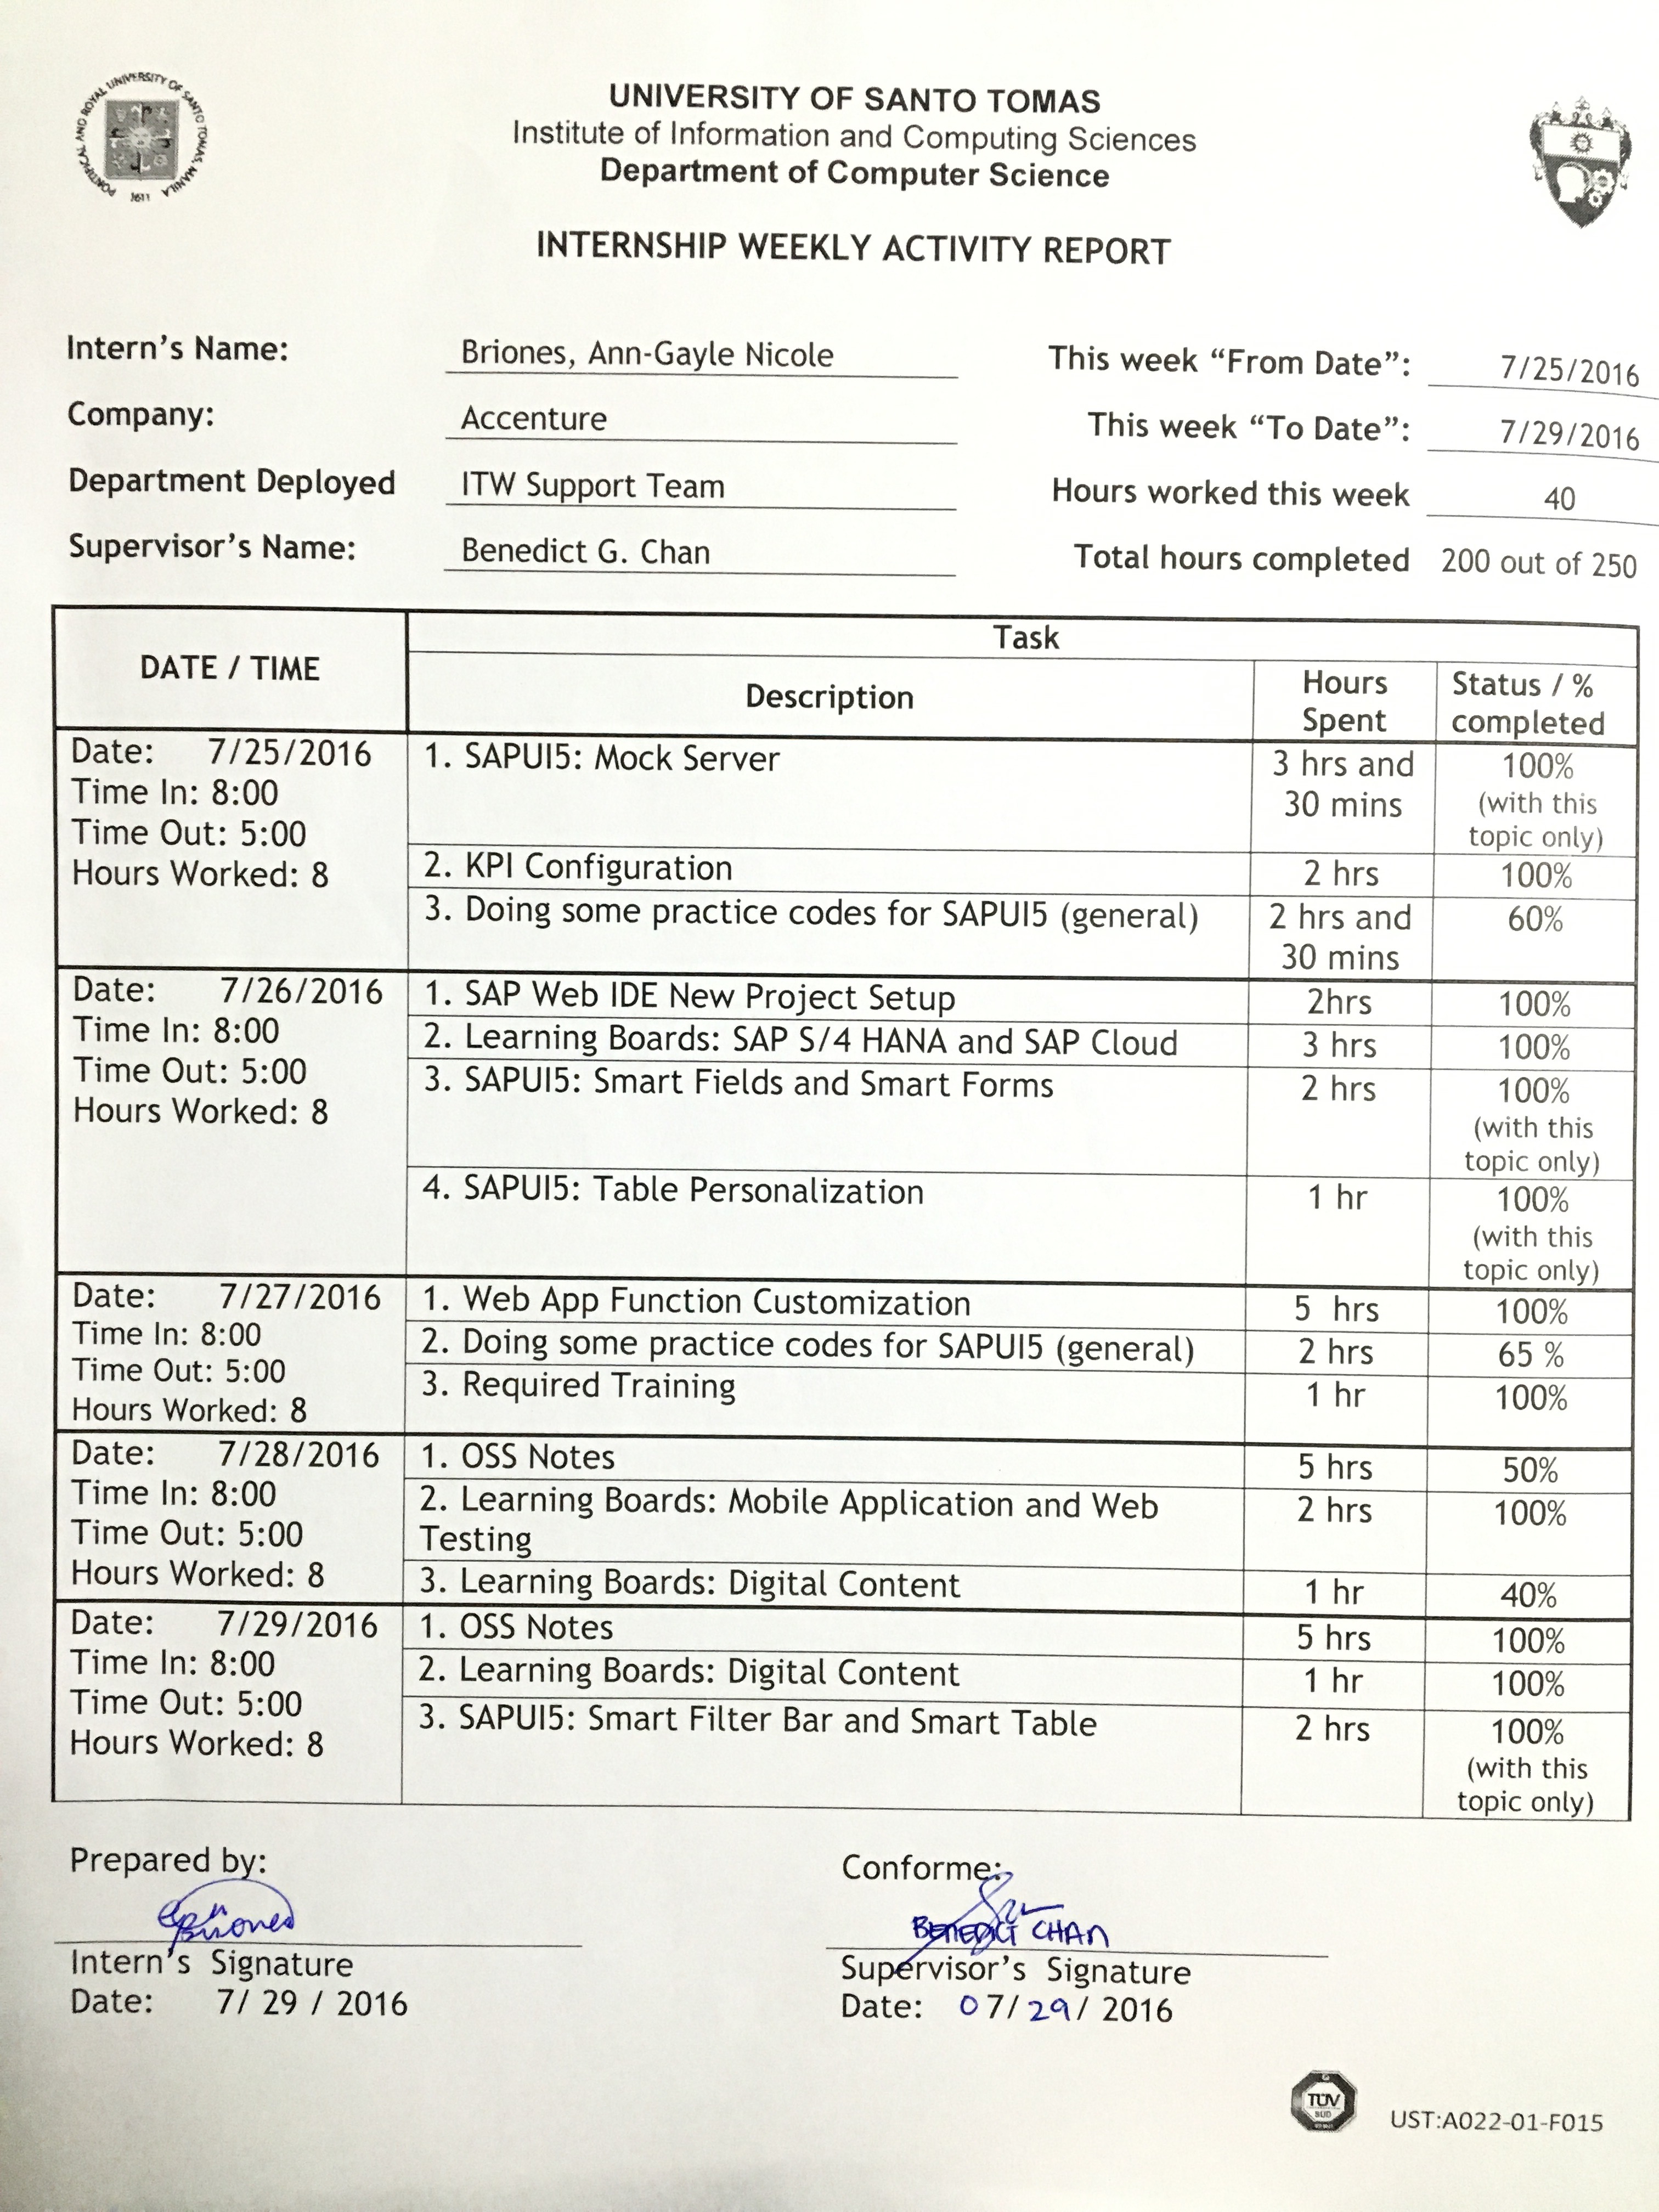 PONTIFICAL AND ROYAL UNIVERSITY OF SANTO TOMAS, MANILA
1611
UNIVERSITY OF SANTO TOMAS
Institute of Information and Computing Sciences
Department of Computer Science
INTERNSHIP WEEKLY ACTIVITY REPORT
Intern's Name: Briones, Ann-Gayle Nicole This week “From Date”: 7/25/2016
Company: Accenture This week “To Date”: 7/29/2016
Department Deployed ITW Support Team Hours worked this week 40
Supervisor's Name: Benedict G. Chan Total hours completed 200 out of 250
DATE / TIME
Task
Description
Hours
Spent
Status / %
completed
Date: 7/25/2016
Time In: 8:00
Time Out: 5:00
Hours Worked: 8
1. SAPUI5: Mock Server
3 hrs and
30 mins
100%
(with this
topic only)
2. KPI Configuration
2 hrs
100%
3. Doing some practice codes for SAPUI5 (general)
2 hrs and
30 mins
60%
Date: 7/26/2016
Time In: 8:00
Time Out: 5:00
Hours Worked: 8
1. SAP Web IDE New Project Setup
2hrs
100%
2. Learning Boards: SAP S/4 HANA and SAP Cloud
3 hrs
100%
3. SAPUI5: Smart Fields and Smart Forms
2 hrs
100%
(with this
topic only)
4. SAPUI5: Table Personalization
1 hr
100%
(with this
topic only)
Date: 7/27/2016
Time In: 8:00
Time Out: 5:00
Hours Worked: 8
1. Web App Function Customization
5 hrs
100%
2. Doing some practice codes for SAPUI5 (general)
2 hrs
65 %
3. Required Training
1 hr
100%
Date: 7/28/2016
Time In: 8:00
Time Out: 5:00
Hours Worked: 8
1. OSS Notes
5 hrs
50%
2. Learning Boards: Mobile Application and Web
Testing
2 hrs
100%
3. Learning Boards: Digital Content
1 hr
40%
Date: 7/29/2016
Time In: 8:00
Time Out: 5:00
Hours Worked: 8
1. OSS Notes
5 hrs
100%
2. Learning Boards: Digital Content
1 hr
100%
3. SAPUI5: Smart Filter Bar and Smart Table
2 hrs
100%
(with this
topic only)
Prepared by:
Intern's Signature
Date: 7/ 29 / 2016
Conforme:
BENEDICT CHAN
Supervisor's Signature
Date: 07/ 29/ 2016
TÜV
SÜD
UST:A022-01-F015